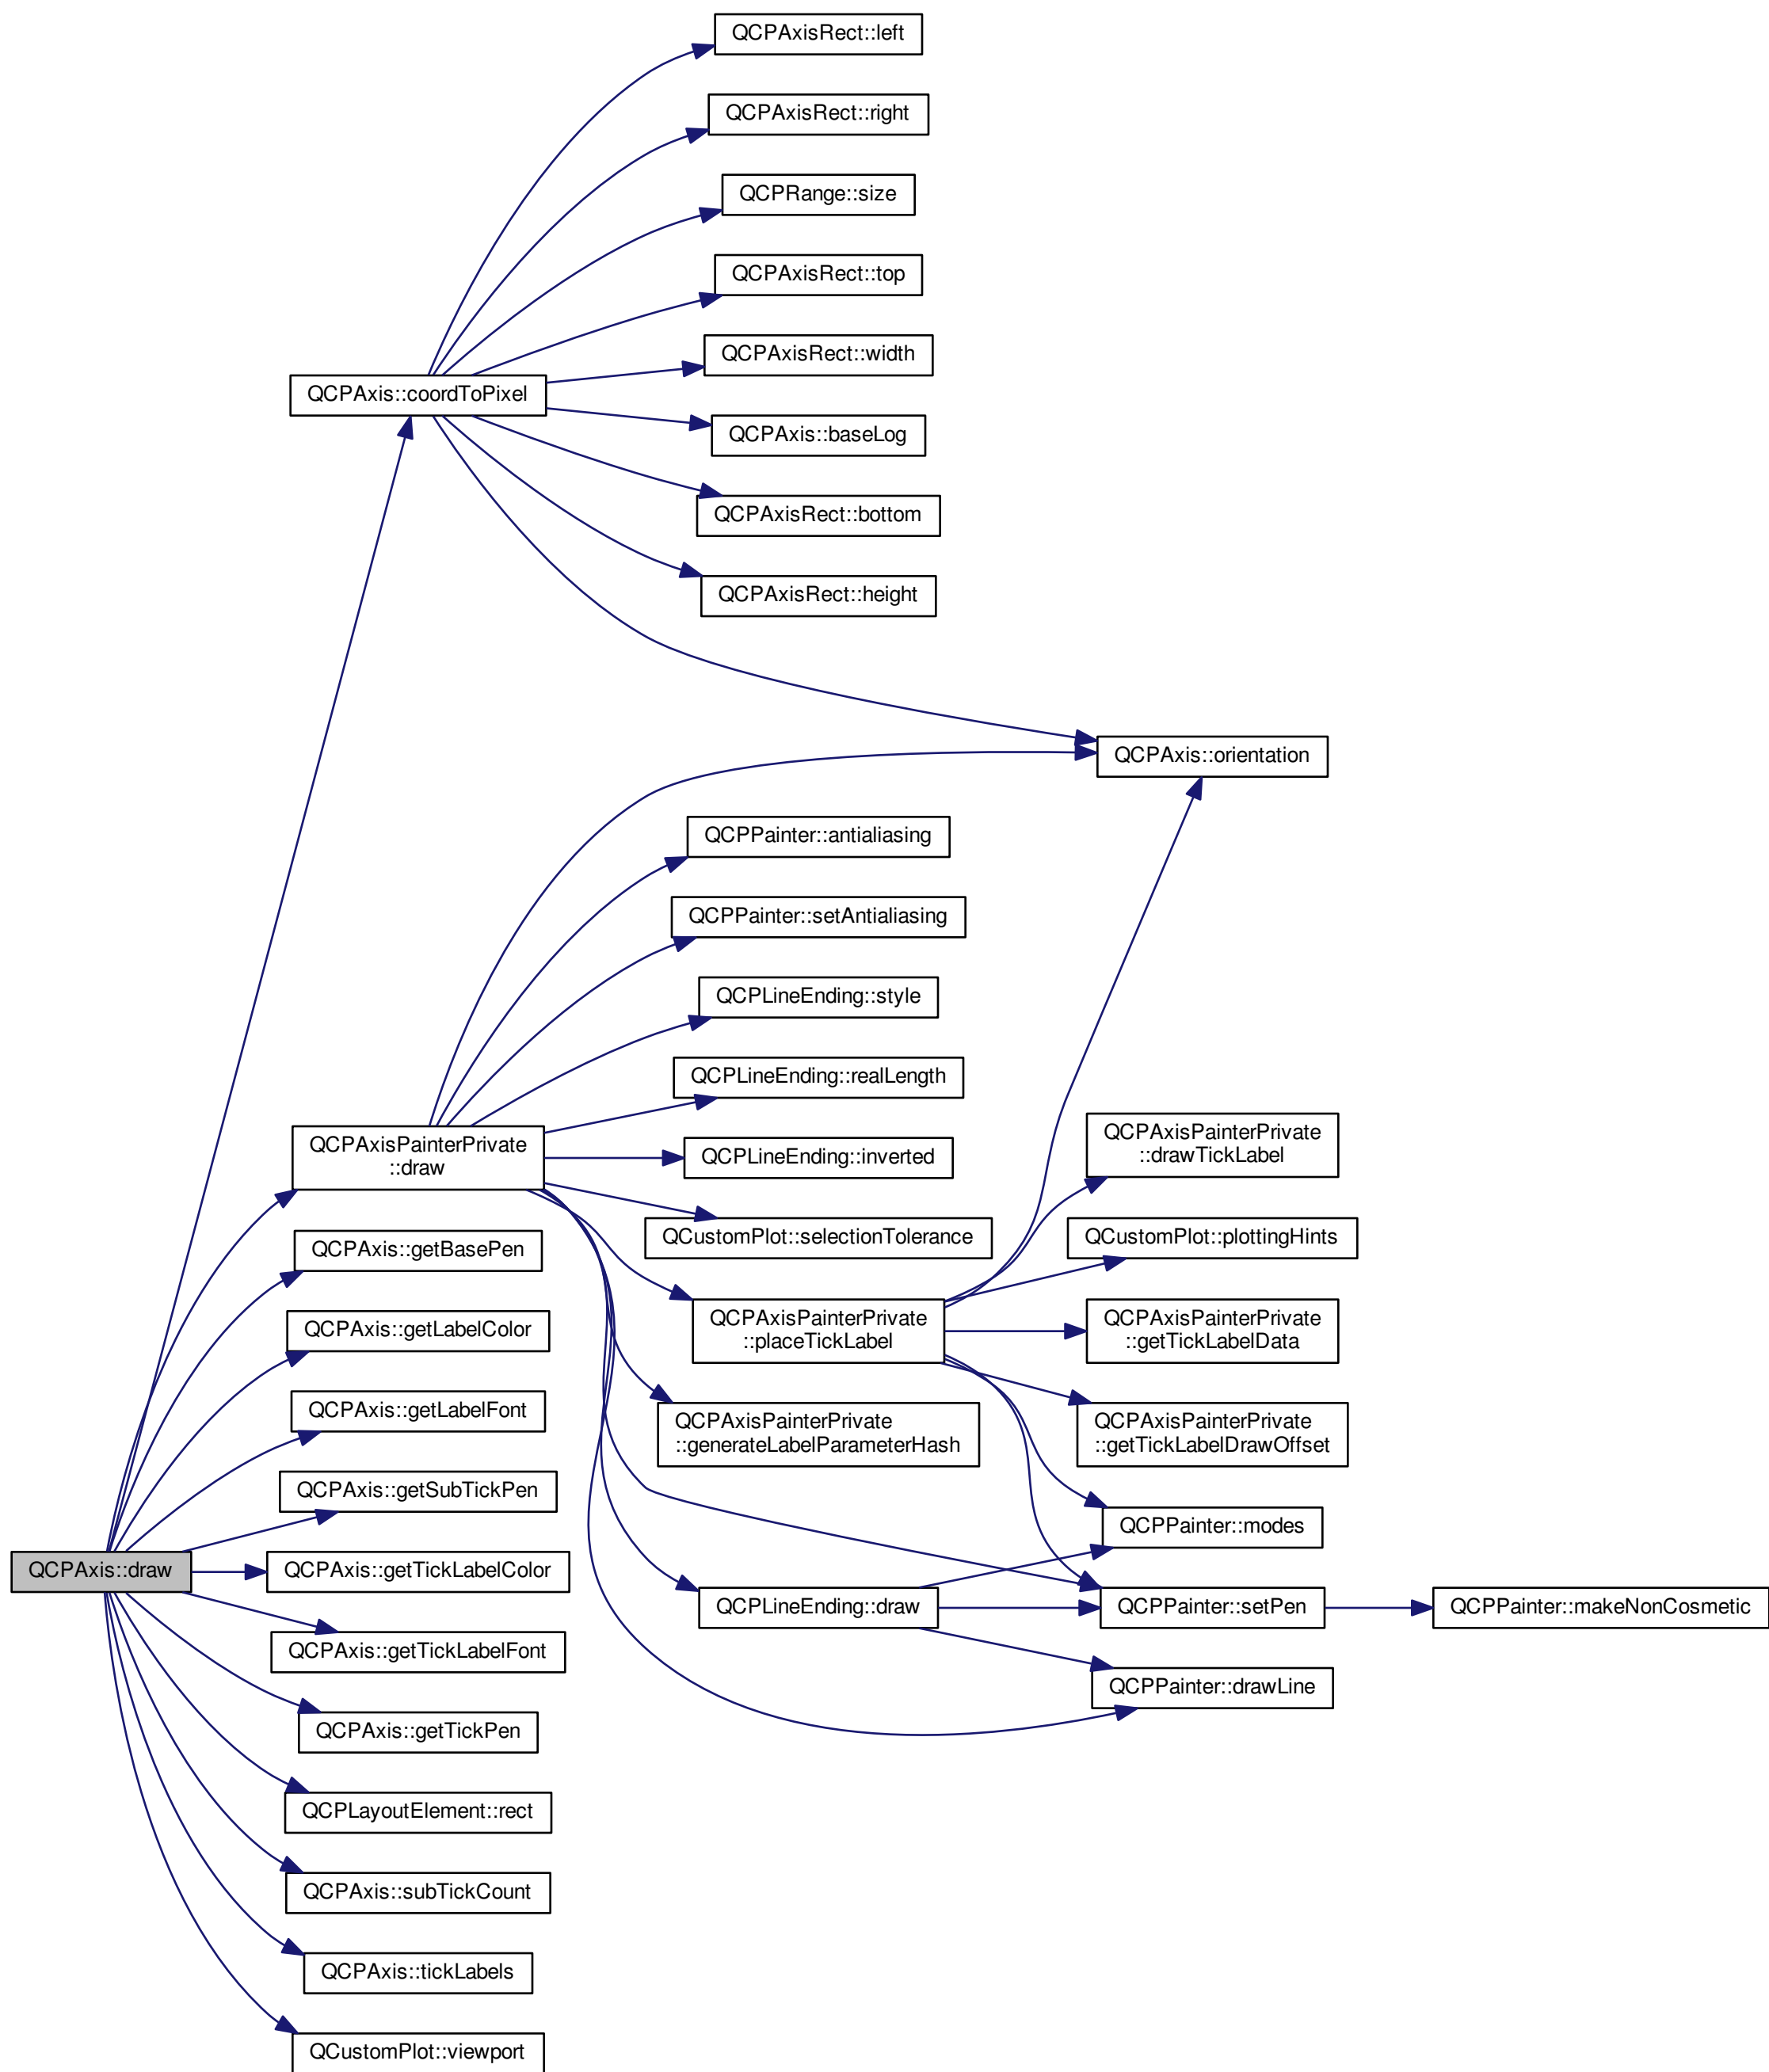 QCPAxisRect::left
QCPAxisRect::right
QCPRange::size
QCPAxisRect::top
QCPAxisRect::width
QCPAxis::coordToPixel
QCPAxis::baseLog
QCPAxisRect::bottom
QCPAxisRect::height
QCPAxis::orientation
QCPPainter::antialiasing
QCPPainter::setAntialiasing
QCPLineEnding::style
QCPLineEnding::realLength
QCPAxisPainterPrivate
::draw
QCPLineEnding::inverted
QCPAxisPainterPrivate
::drawTickLabel
QCustomPlot::selectionTolerance
QCustomPlot::plottingHints
QCPAxis::getBasePen
QCPAxis::getLabelColor
QCPAxisPainterPrivate
::placeTickLabel
QCPAxisPainterPrivate
::getTickLabelData
QCPAxis::getLabelFont
QCPAxisPainterPrivate
::generateLabelParameterHash
QCPAxisPainterPrivate
::getTickLabelDrawOffset
QCPAxis::getSubTickPen
QCPPainter::modes
QCPAxis::draw
QCPAxis::getTickLabelColor
QCPLineEnding::draw
QCPPainter::setPen
QCPPainter::makeNonCosmetic
QCPAxis::getTickLabelFont
QCPPainter::drawLine
QCPAxis::getTickPen
QCPLayoutElement::rect
QCPAxis::subTickCount
QCPAxis::tickLabels
QCustomPlot::viewport